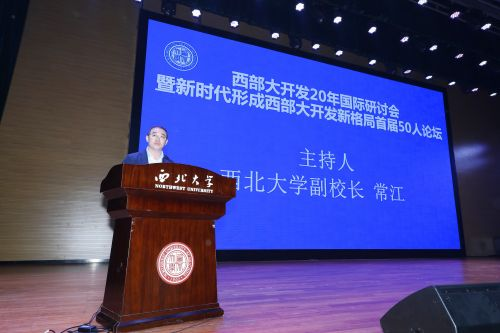 西部大开发20年国际研讨会
暨新时代形成西部大开发新格局首届50人论坛
主持人
西北大学副校长 常江
西北大学
NORTHWEST UNIVERSITY